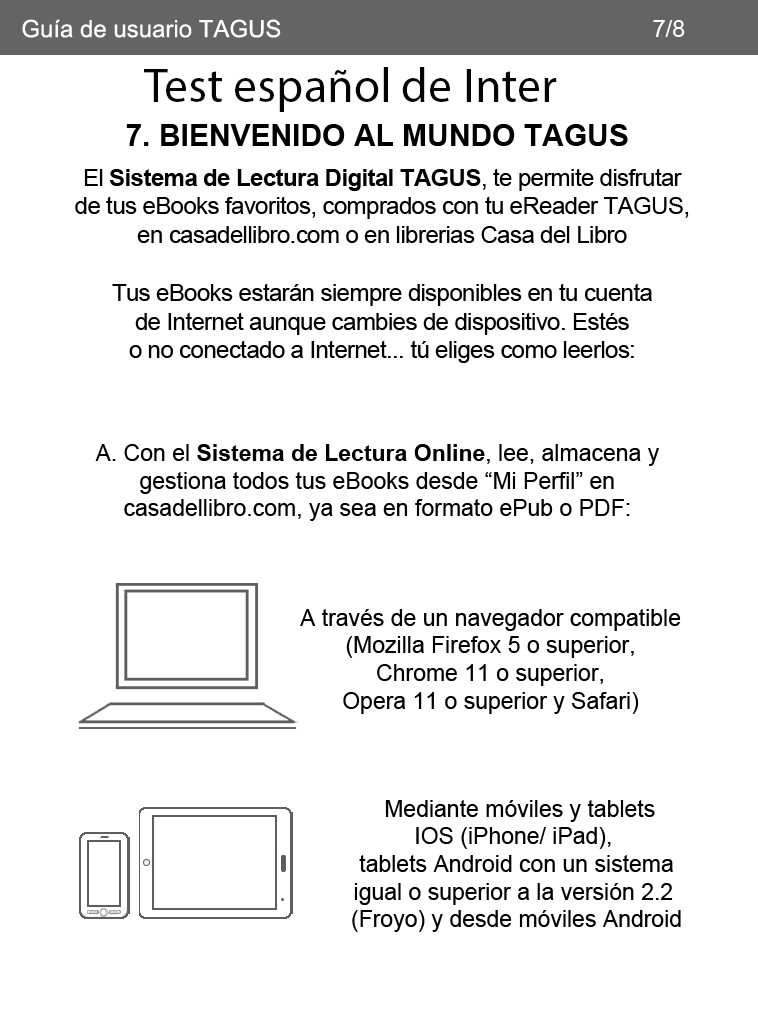 Guía de usuario TAGUS 7/8
Test español de Inter
7. BIENVENIDO AL MUNDO TAGUS
El Sistema de Lectura Digital TAGUS, te permite disfrutar
de tus eBooks favoritos, comprados con tu eReader TAGUS,
en casadellibro.com o en librerias Casa del Libro
Tus eBooks estarán siempre disponibles en tu cuenta
de Internet aunque cambies de dispositivo. Estés
o no conectado a Internet... tú eliges como leerlos:
A. Con el Sistema de Lectura Online, lee, almacena y
gestiona todos tus eBooks desde “Mi Perfil” en
casadellibro.com, ya sea en formato ePub o PDF:
A través de un navegador compatible
(Mozilla Firefox 5 o superior,
Chrome 11 o superior,
Opera 11 o superior y Safari)
Mediante móviles y tablets
IOS (iPhone/ iPad),
tablets Android con un sistema
igual o superior a la versión 2.2
(Froyo) y desde móviles Android